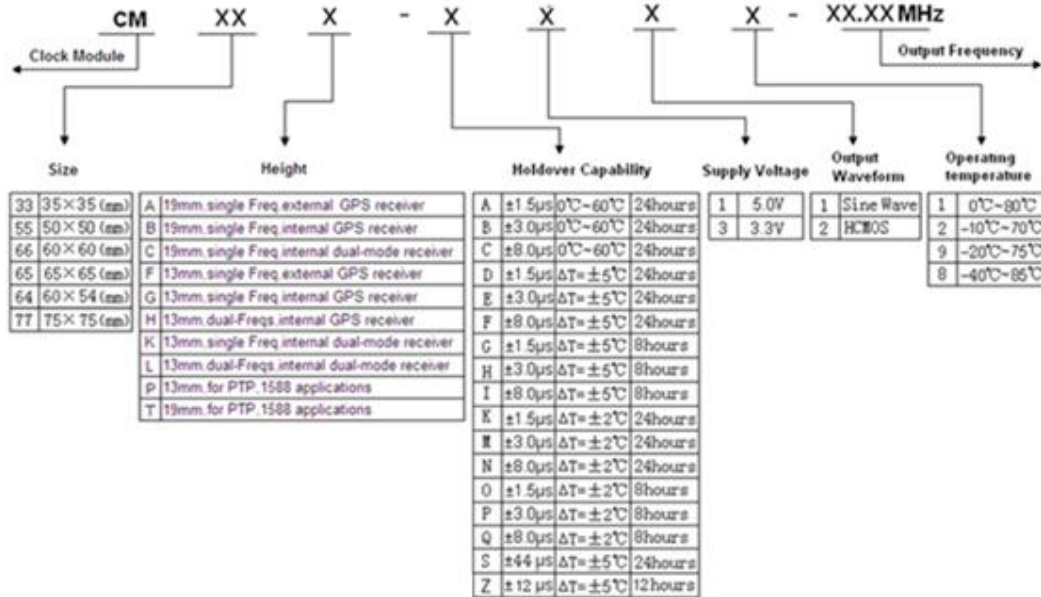 CM XX X - X X X X - XX.XX MHz
Clock Module
Output Frequency
Size
33 35×35(mm)
55 50×50(mm)
66 60×60(mm)
65 65×65(mm)
64 60×54(mm)
77 75×75(mm)
Height
A 19mm.single Freq.external GPS receiver
B 19mm.single Freq.internal GPS receiver
C 19mm.single Freq.internal dual-mode receiver
F 13mm.single Freq.external GPS receiver
G 13mm.single Freq.internal GPS receiver
H 13mm.dual-Freqs.internal GPS receiver
K 13mm.single Freq.internal dual-mode receiver
L 13mm.dual-Freqs.internal dual-mode receiver
P 13mm.for PTP.1588 applications
T 19mm.for PTP.1588 applications
Holdover Capability
A ±1.5μs 0℃~60℃ 24hours
B ±3.0μs 0℃~60℃ 24hours
C ±8.0μs 0℃~60℃ 24hours
D ±1.5μs ΔT=±5℃ 24hours
E ±3.0μs ΔT=±5℃ 24hours
F ±8.0μs ΔT=±5℃ 24hours
G ±1.5μs ΔT=±5℃ 8hours
H ±3.0μs ΔT=±5℃ 8hours
I ±8.0μs ΔT=±5℃ 8hours
K ±1.5μs ΔT=±2℃ 24hours
M ±3.0μs ΔT=±2℃ 24hours
N ±8.0μs ΔT=±2℃ 24hours
O ±1.5μs ΔT=±2℃ 8hours
P ±3.0μs ΔT=±2℃ 8hours
Q ±8.0μs ΔT=±2℃ 8hours
S ±44 μs ΔT=±5℃ 24hours
Z ±12 μs ΔT=±5℃ 12hours
Supply Voltage
1 5.0V
3 3.3V
Output
Waveform
1 Sine Wave
2 HCMOS
Operating
temperature
1 0℃~80℃
2 -10℃~70℃
9 -20℃~75℃
8 -40℃~85℃